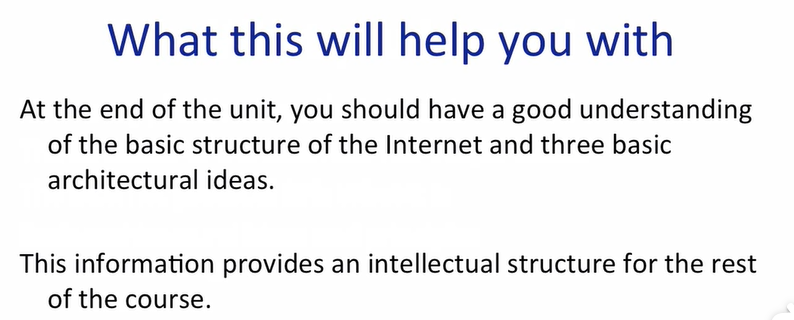 What this will help you with
At the end of the unit, you should have a good understanding
of the basic structure of the Internet and three basic
architectural ideas.
This information provides an intellectual structure for the rest
of the course.